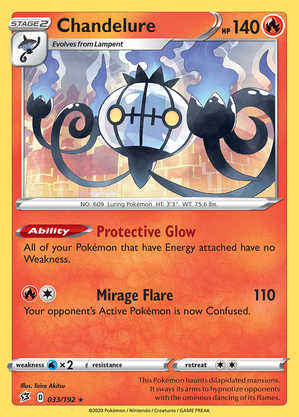 STAGE 2
Chandelure
HP 140
Evolves from Lampent
NO. 609 Luring Pokémon HT: 3'3" WT: 75.6 lbs.
Ability Protective Glow
All of your Pokémon that have Energy attached have no
Weakness.
Mirage Flare 110
Your opponent's Active Pokémon is now Confused.
weakness ×2 resistance retreat
Illus. Taira Akitsu
D 033/192 ★
This Pokémon haunts dilapidated mansions.
It sways its arms to hypnotize opponents
with the ominous dancing of its flames.
©2020 Pokémon / Nintendo / Creatures / GAME FREAK